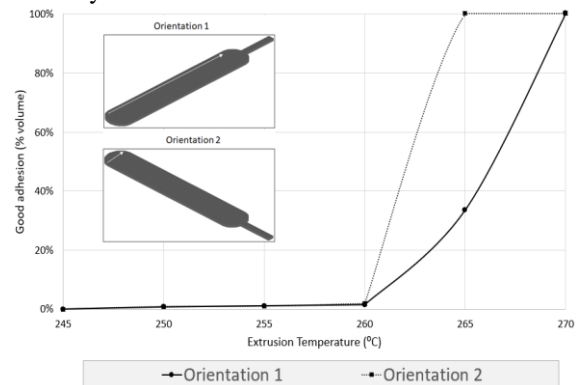 100%
80%
60%
40%
20%
0%
Good adhesion (% volume)
Orientation 1
Orientation 2
245
250
255
260
265
270
Extrusion Temperature (⁰C)
Orientation 1
Orientation 2